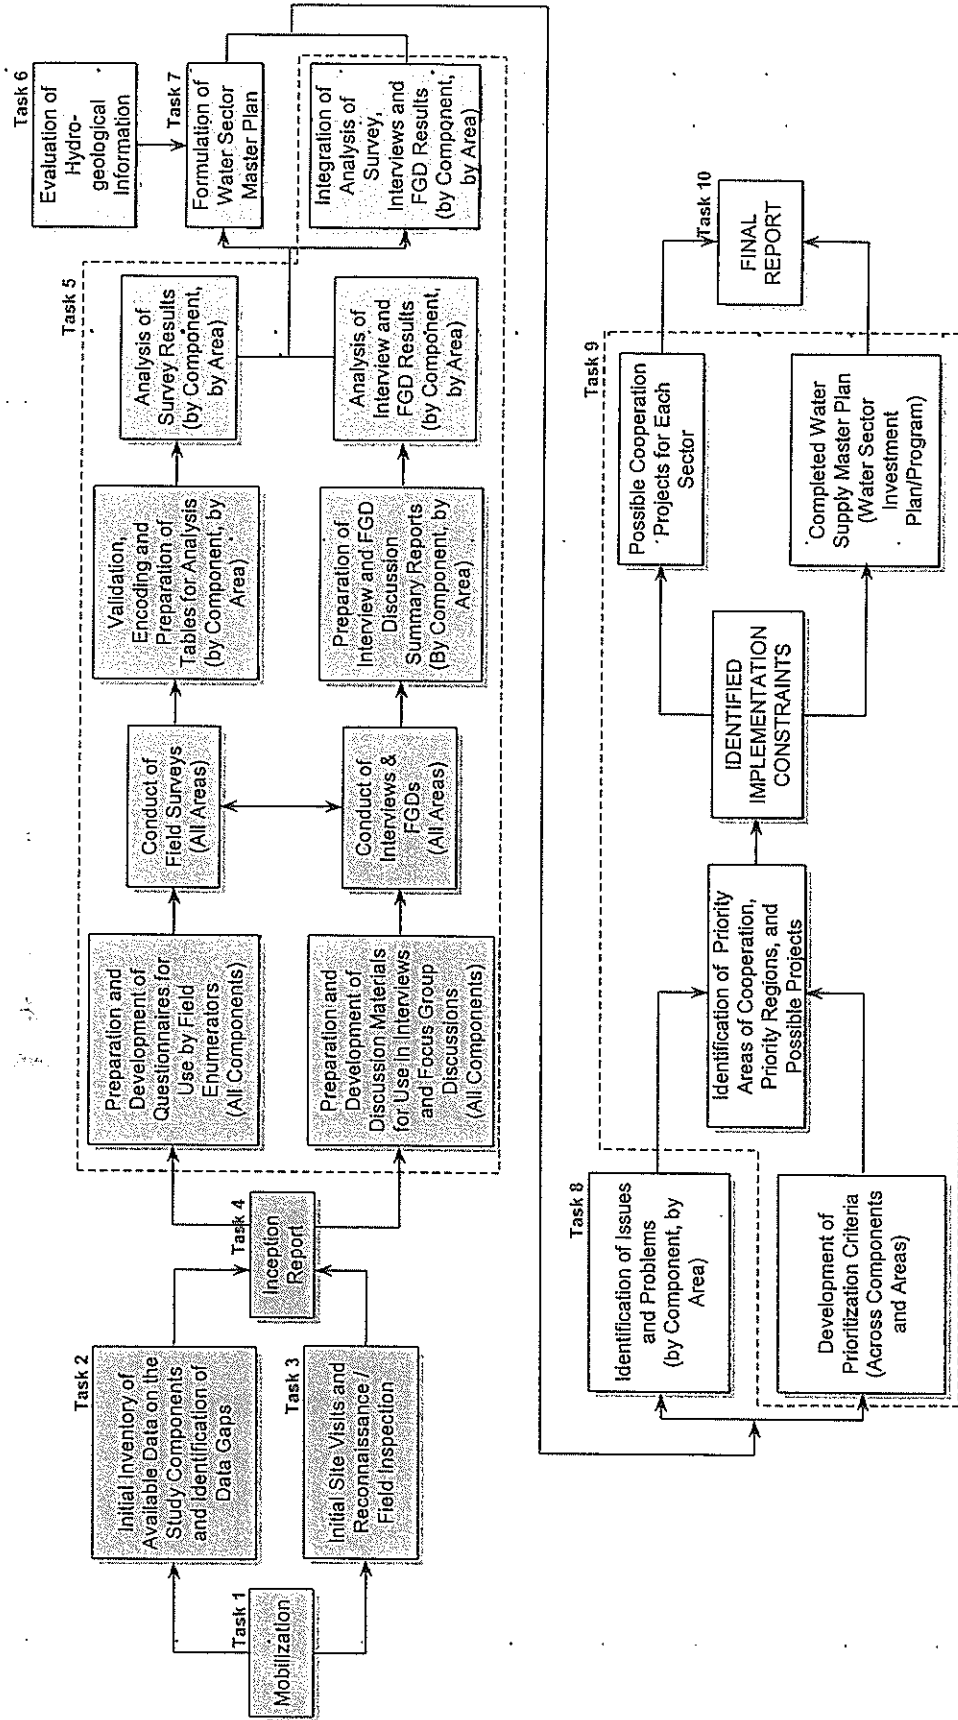 Task 1
Mobilization
Task 2
Initial Inventory of
Available Data on the
Study Components
and Identification of
Data Gaps
Task 3
Initial Site Visits and
Reconnaissance /
Field Inspection
Task 4
Inception
Report
Task 5
Preparation and
Development of
Questionnaires for
Use by Field
Enumerators
(All Components)
Preparation and
Development of
Discussion Materials
for Use In Interviews
and Focus Group
Discussions
(All Components)
Conduct of
Field Surveys
(All Areas)
Conduct of
Interviews &
FGDs
(All Areas)
Validation,
Encoding and
Preparation of
Tables for Analysis
(by Component, by
Area)
Preparation of
Interview and FGD
Discussion
Summary Reports
(By Component, by
Area)
Analysis of
Survey Results
(by Component,
by Area)
Analysis of
Interview and
FGD Results
(by Component,
by Area)
Task 6
Evaluation of
Hydro-
geological
Information
Task 7
Formulation of
Water Sector
Master Plan
Integration of
Analysis of
Survey,
Interviews and
FGD Results
(by Component,
by Area)
Task 8
Identification of Issues
and Problems
(by Component, by
Area)
Development of
Prioritization Criteria
(Across Components
and Areas)
Identification of Priority
Areas of Cooperation,
Priority Regions, and
Possible Projects
IDENTIFIED
IMPLEMENTATION
CONSTRAINTS
Task 9
Possible Cooperation
Projects for Each
Sector
Completed Water
Supply Master Plan
(Water Sector
Investment
Plan/Program)
Task 10
FINAL
REPORT